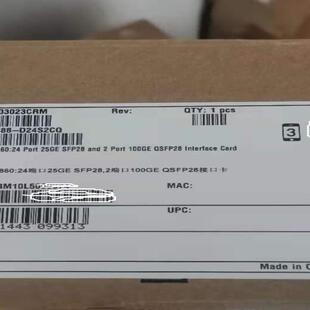 03023CRM Rev: QTY: 1 pcs
88-D24S2CQ
860:24 Port 25GE SFP28 and 2 Port 100GE QSFP28 Interface Card
3
860:24端口25GE SFP28,2端口100GE QSFP28接口卡
MAC:
UPC:
1443 099313
Made in C